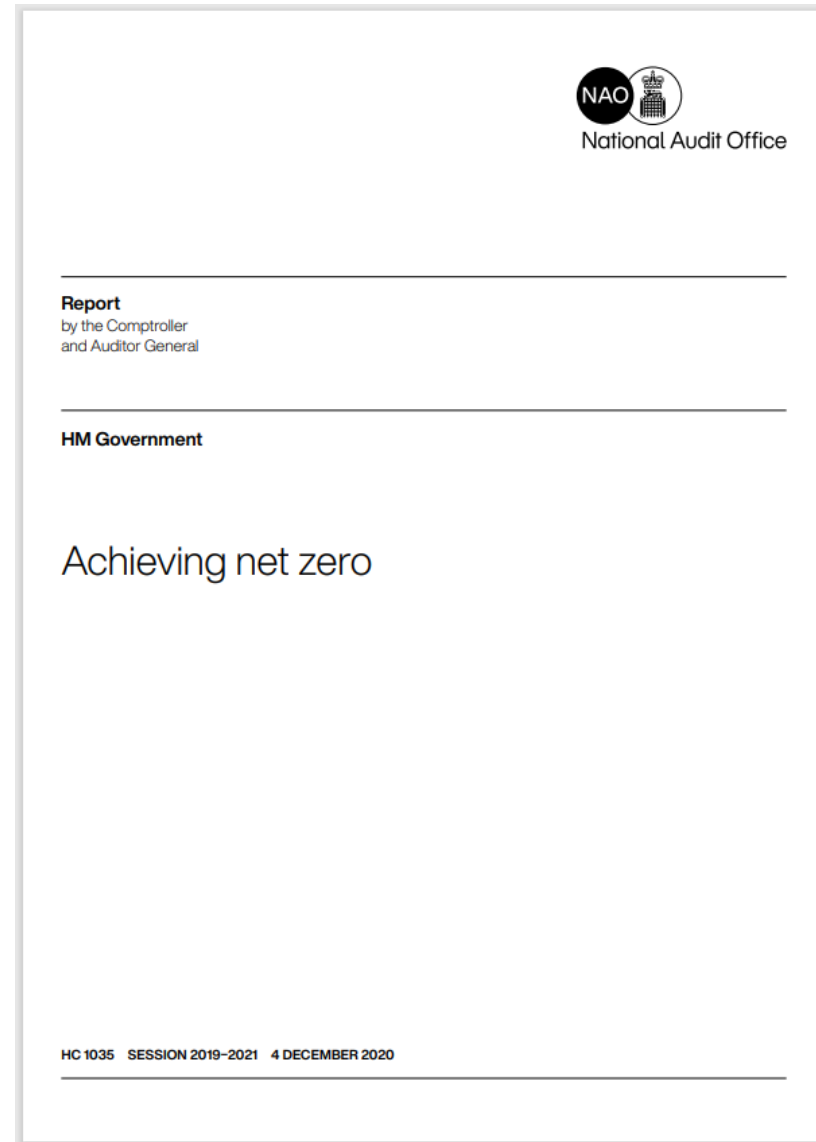 NAO
National Audit Office
Report
by the Comptroller
and Auditor General
HM Government
Achieving net zero
HC 1035 SESSION 2019–2021 4 DECEMBER 2020